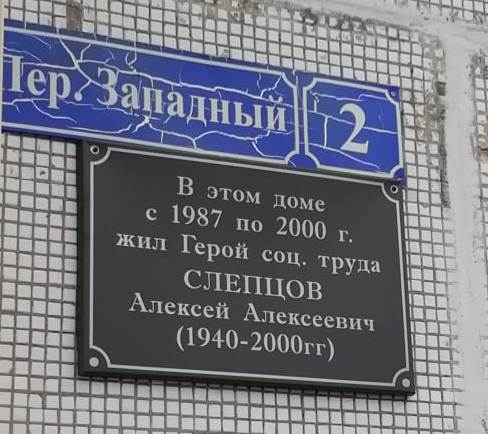 Пер. Западный 2
В этом доме
с 1987 по 2000 г.
жил Герой соц. труда
СЛЕПЦОВ
Алексей Алексеевич
(1940-2000гг)